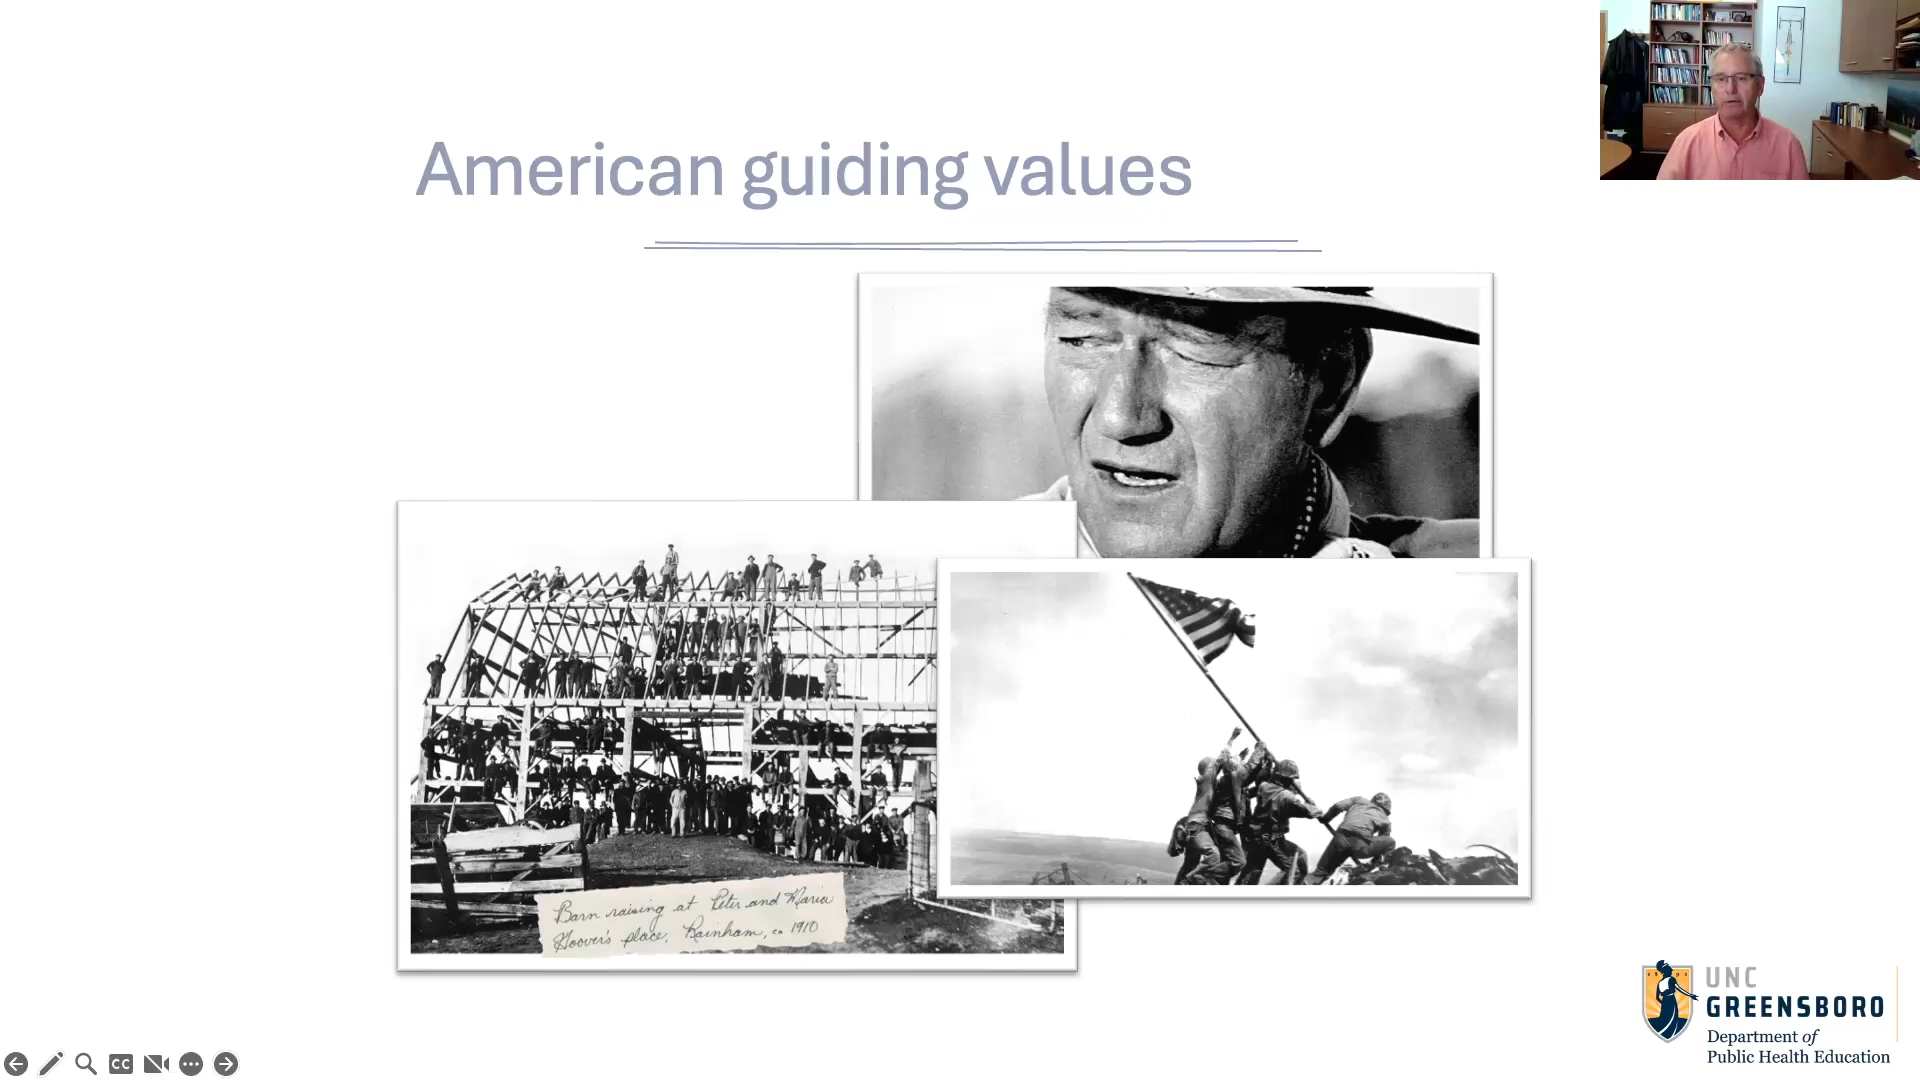 American guiding values
Barn raising at Peter and Maria
Hoover's place, Rainham, ca 1910
UNC
GREENSBORO
Department of
Public Health Education
CC